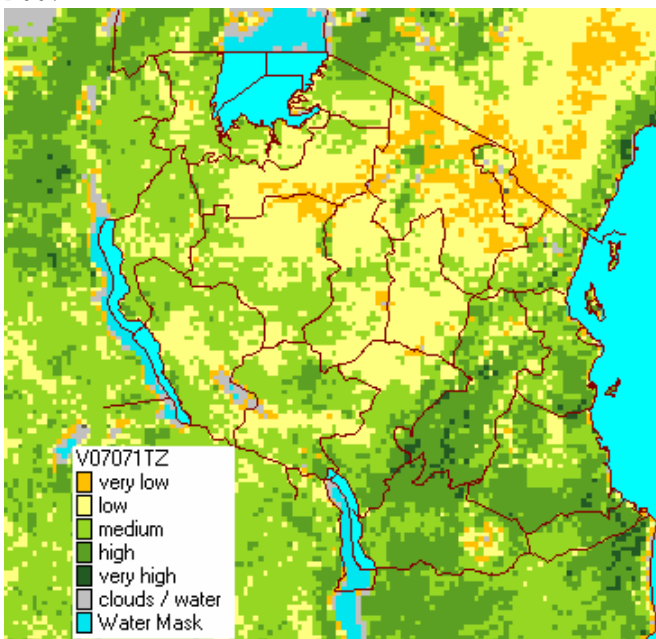 V07071TZ
very low
low
medium
high
very high
clouds / water
Water Mask